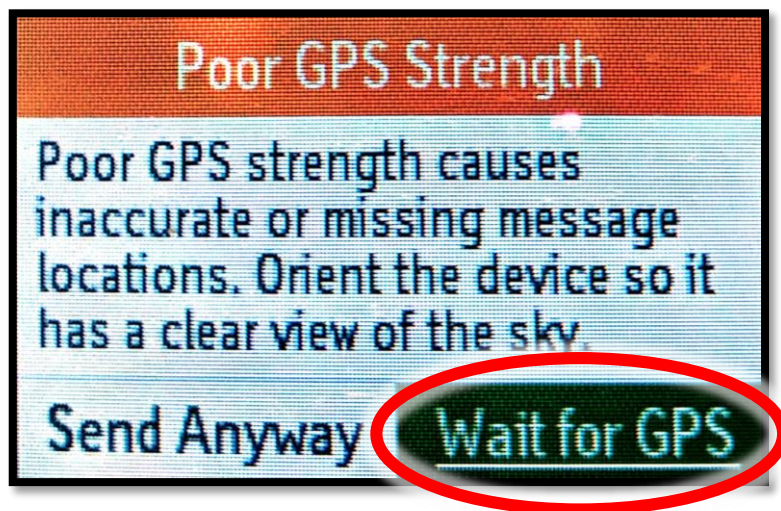 Poor GPS Strength
Poor GPS strength causes
inaccurate or missing message
locations. Orient the device so it
has a clear view of the sky.
Send Anyway
Wait for GPS